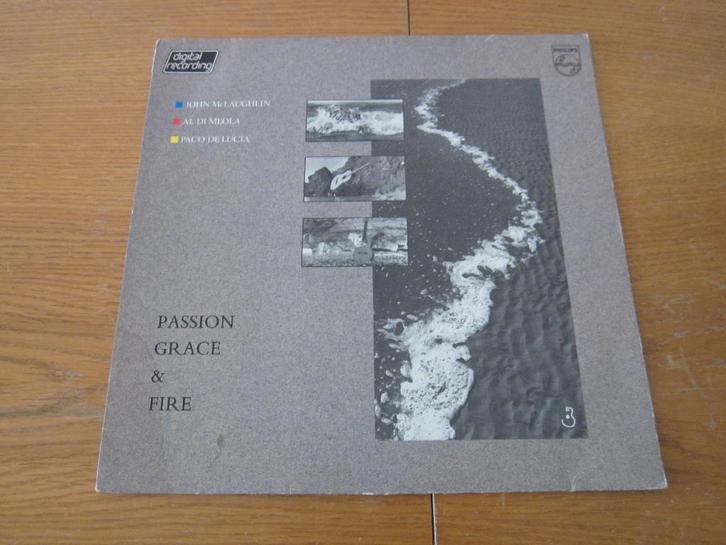 digital
recording
PHILIPS
JOHN McLAUGHLIN
AL DI MEOLA
PACO DE LUCIA
PASSION
GRACE
&
FIRE